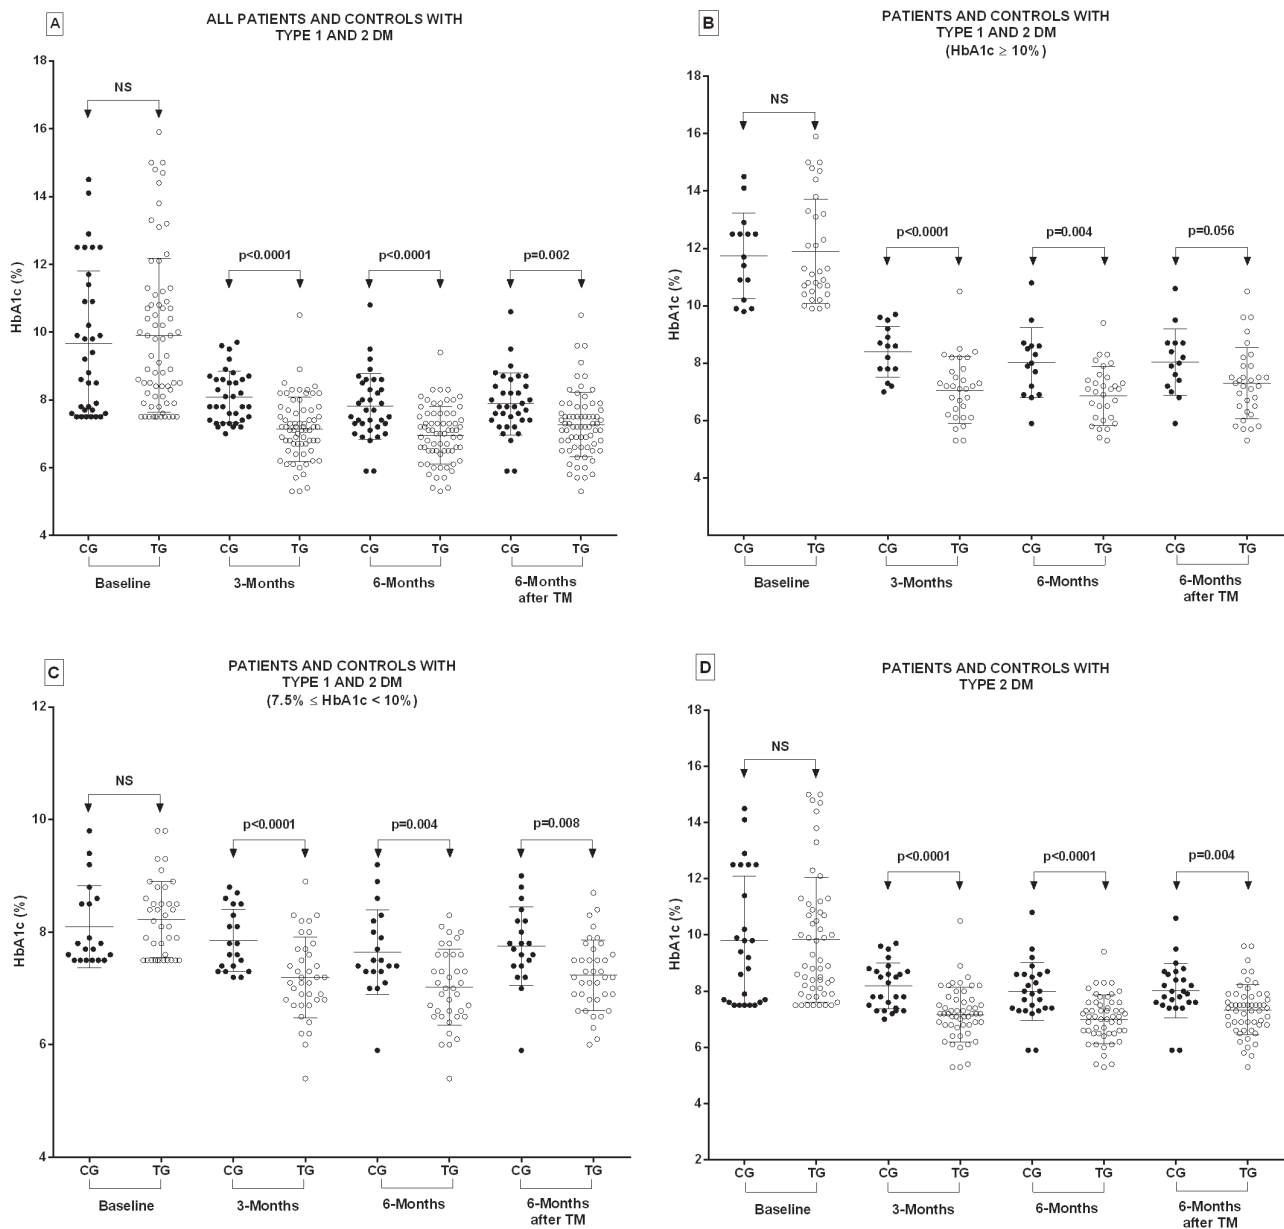 A
ALL PATIENTS AND CONTROLS WITH
TYPE 1 AND 2 DM
18
16
14
12
10
8
6
4
HbA1c (%)
NS
p<0.0001
p<0.0001
p=0.002
CG TG CG TG CG TG CG TG
Baseline 3-Months 6-Months 6-Months
after TM
B
PATIENTS AND CONTROLS WITH
TYPE 1 AND 2 DM
(HbA1c ≥ 10%)
18
16
14
12
10
8
6
4
HbA1c (%)
NS
p<0.0001
p=0.004
p=0.056
CG TG CG TG CG TG CG TG
Baseline 3-Months 6-Months 6-Months
after TM
C
PATIENTS AND CONTROLS WITH
TYPE 1 AND 2 DM
(7.5% ≤ HbA1c < 10%)
12
10
8
6
4
HbA1c (%)
NS
p<0.0001
p=0.004
p=0.008
CG TG CG TG CG TG CG TG
Baseline 3-Months 6-Months 6-Months
after TM
D
PATIENTS AND CONTROLS WITH
TYPE 2 DM
18
16
14
12
10
8
6
4
2
HbA1c (%)
NS
p<0.0001
p<0.0001
p=0.004
CG TG CG TG CG TG CG TG
Baseline 3-Months 6-Months 6-Months
after TM